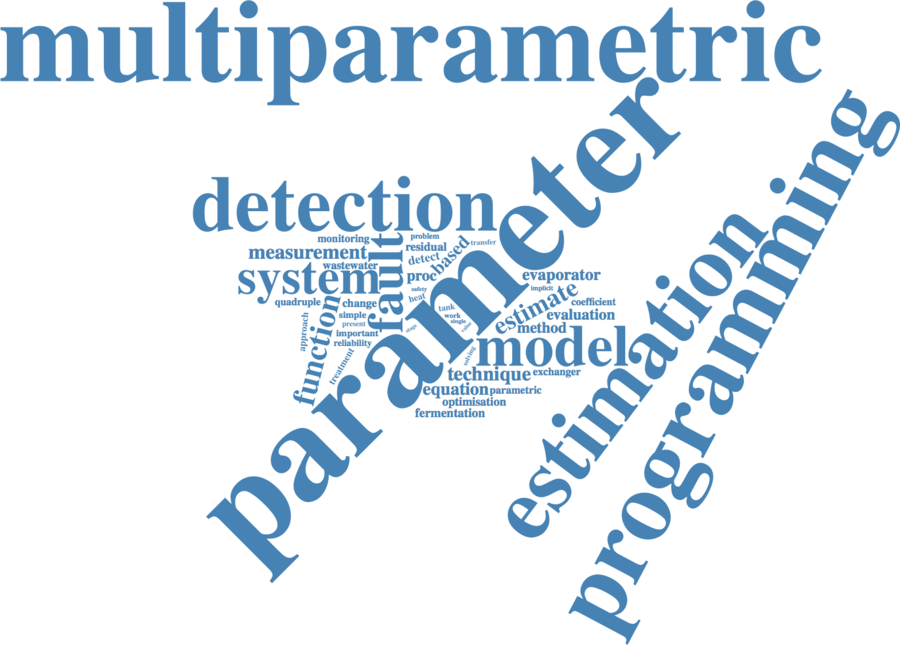 multiparametric
parameter
programming
estimation
detection
monitoring
problem
transfer
measurement
fault
residual
based
wastewater
detect
system
proc
evaporator
safety
implicit
quadruple
change
heat
estimate
coefficient
function
simple
tank
evaluation
approach
present
work
single
value
method
important
stage
reliability
model
treatment
solving
technique
exchanger
equation
parametric
optimisation
fermentation